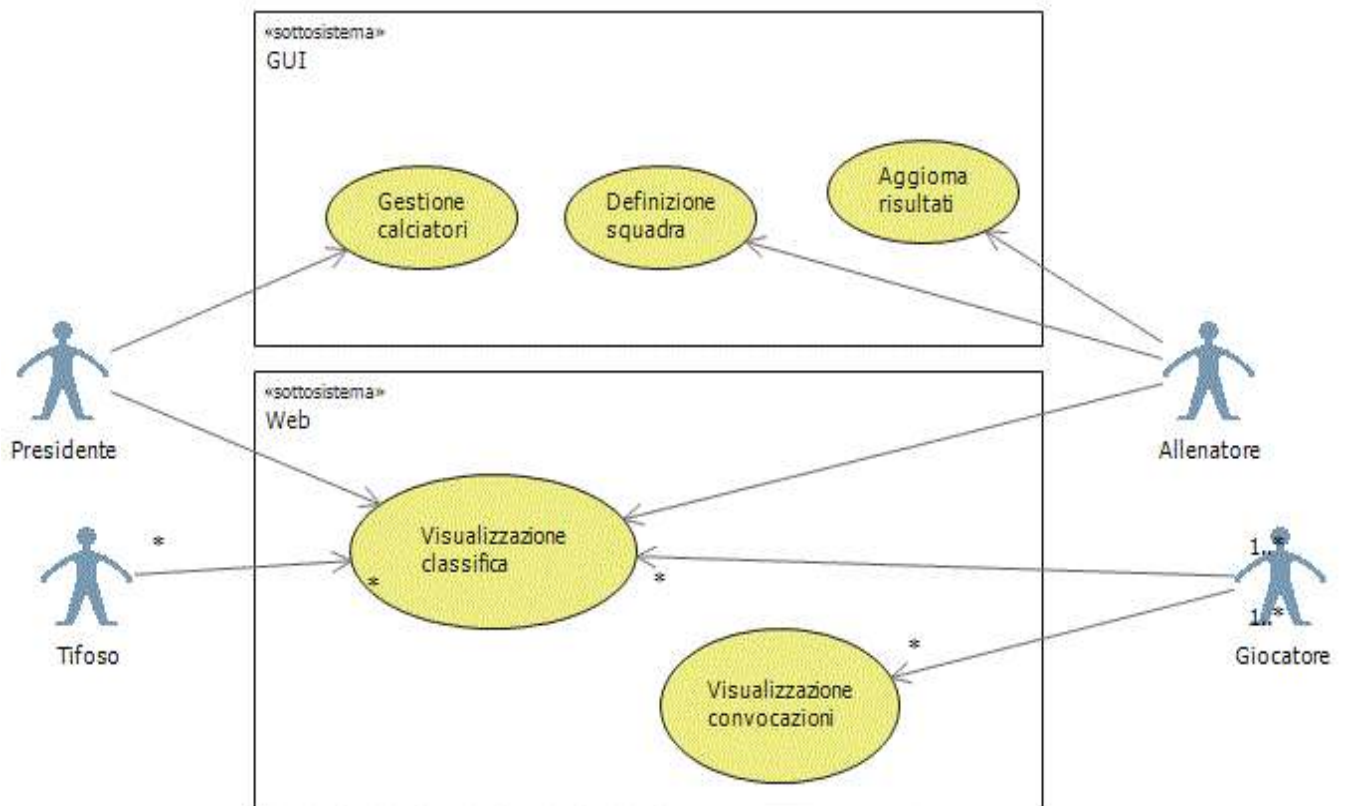 «sottosistema»
GUI
Gestione
calciatori
Definizione
squadra
Aggiorna
risultati
Presidente
Allenatore
«sottosistema»
Web
Visualizzazione
classifica
*
*
*
1..*
1..*
*
Tifoso
Giocatore
Visualizzazione
convocazioni